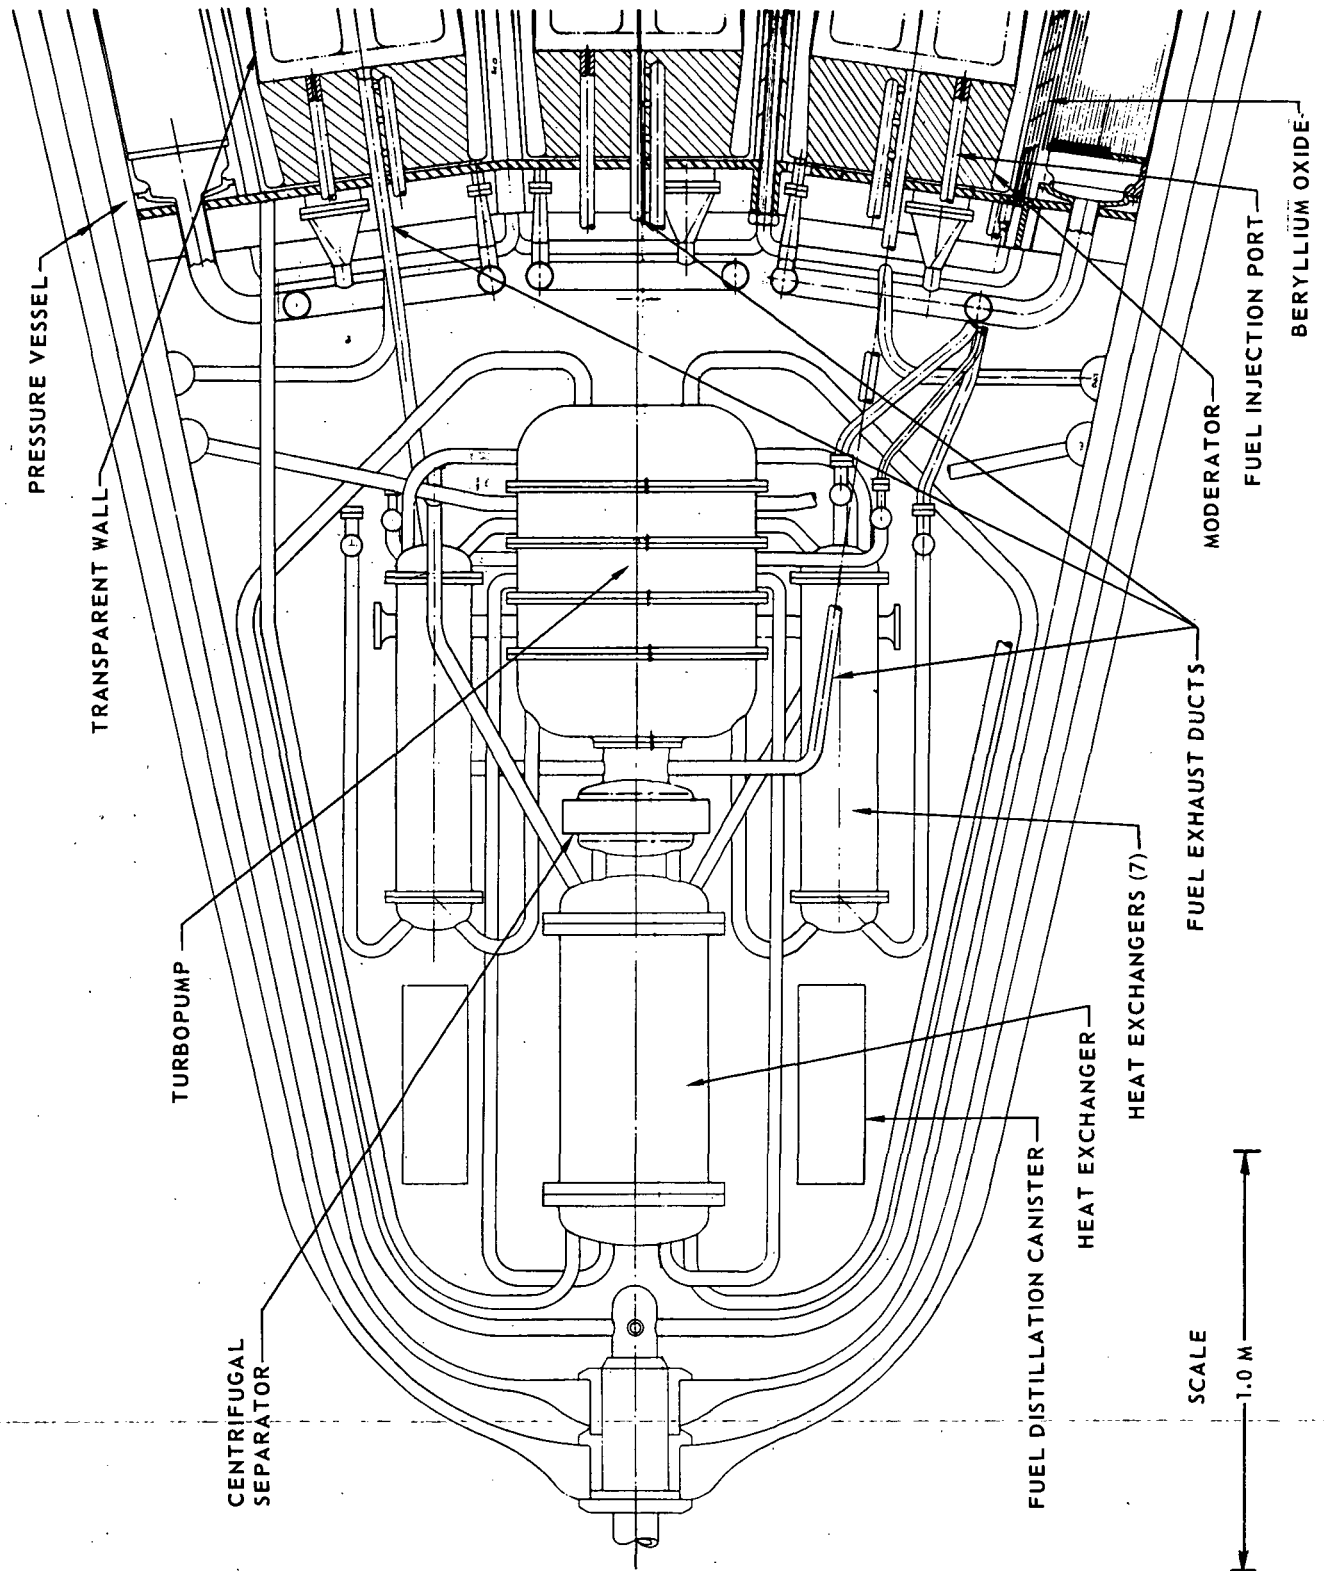 PRESSURE VESSEL
TRANSPARENT WALL
TURBOPUMP
CENTRIFUGAL
SEPARATOR
FUEL DISTILLATION CANISTER
HEAT EXCHANGER
HEAT EXCHANGERS (7)
FUEL EXHAUST DUCTS
MODERATOR
FUEL INJECTION PORT
BERYLLIUM OXIDE
SCALE
1.0 M